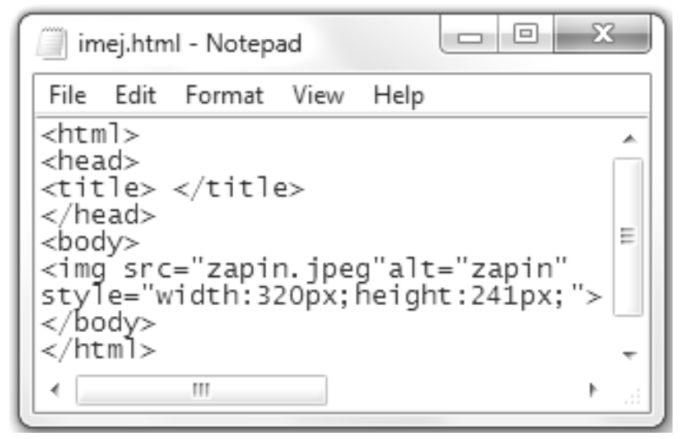 imej.html - Notepad
File Edit Format View Help
<html>
<head>
<title> </title>
</head>
<body>
<img src="zapin.jpeg"alt="zapin"
style="width:320px;height:241px;">
</body>
</html>